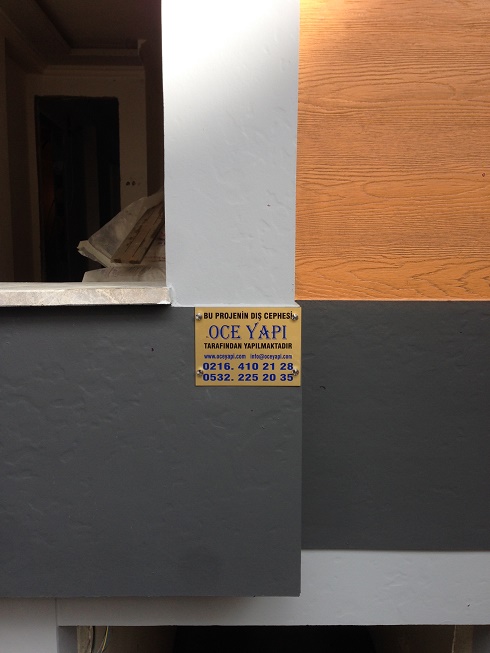 BU PROJENİN DIŞ CEPHESİ
OCE YAPI
TARAFINDAN YAPILMAKTADIR
www.oceyapi.com info@oceyapi.com
0216. 410 21 28
0532. 225 20 35